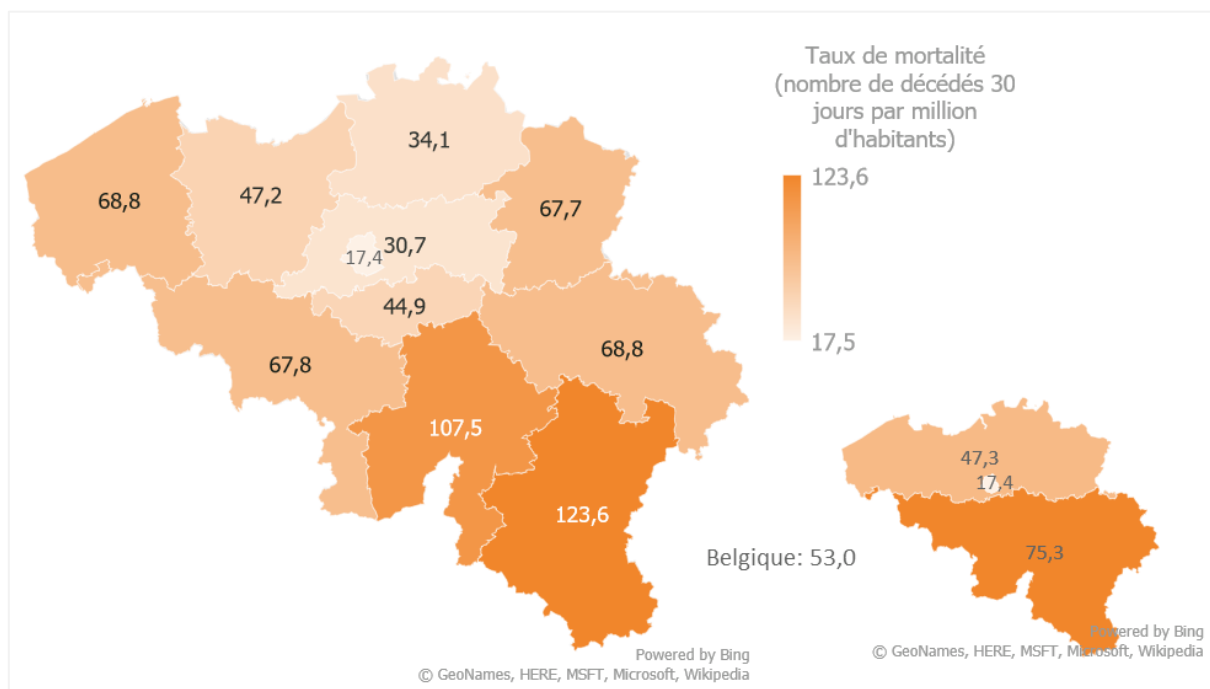 Taux de mortalité
(nombre de décédés 30
jours par million
d'habitants)
123,6
17,5
34,1
68,8
47,2
67,7
30,7
17,4
44,9
67,8
68,8
107,5
123,6
47,3
17,4
75,3
Belgique: 53,0
Powered by Bing
© GeoNames, HERE, MSFT, Microsoft, Wikipedia
Powered by Bing
© GeoNames, HERE, MSFT, Microsoft, Wikipedia